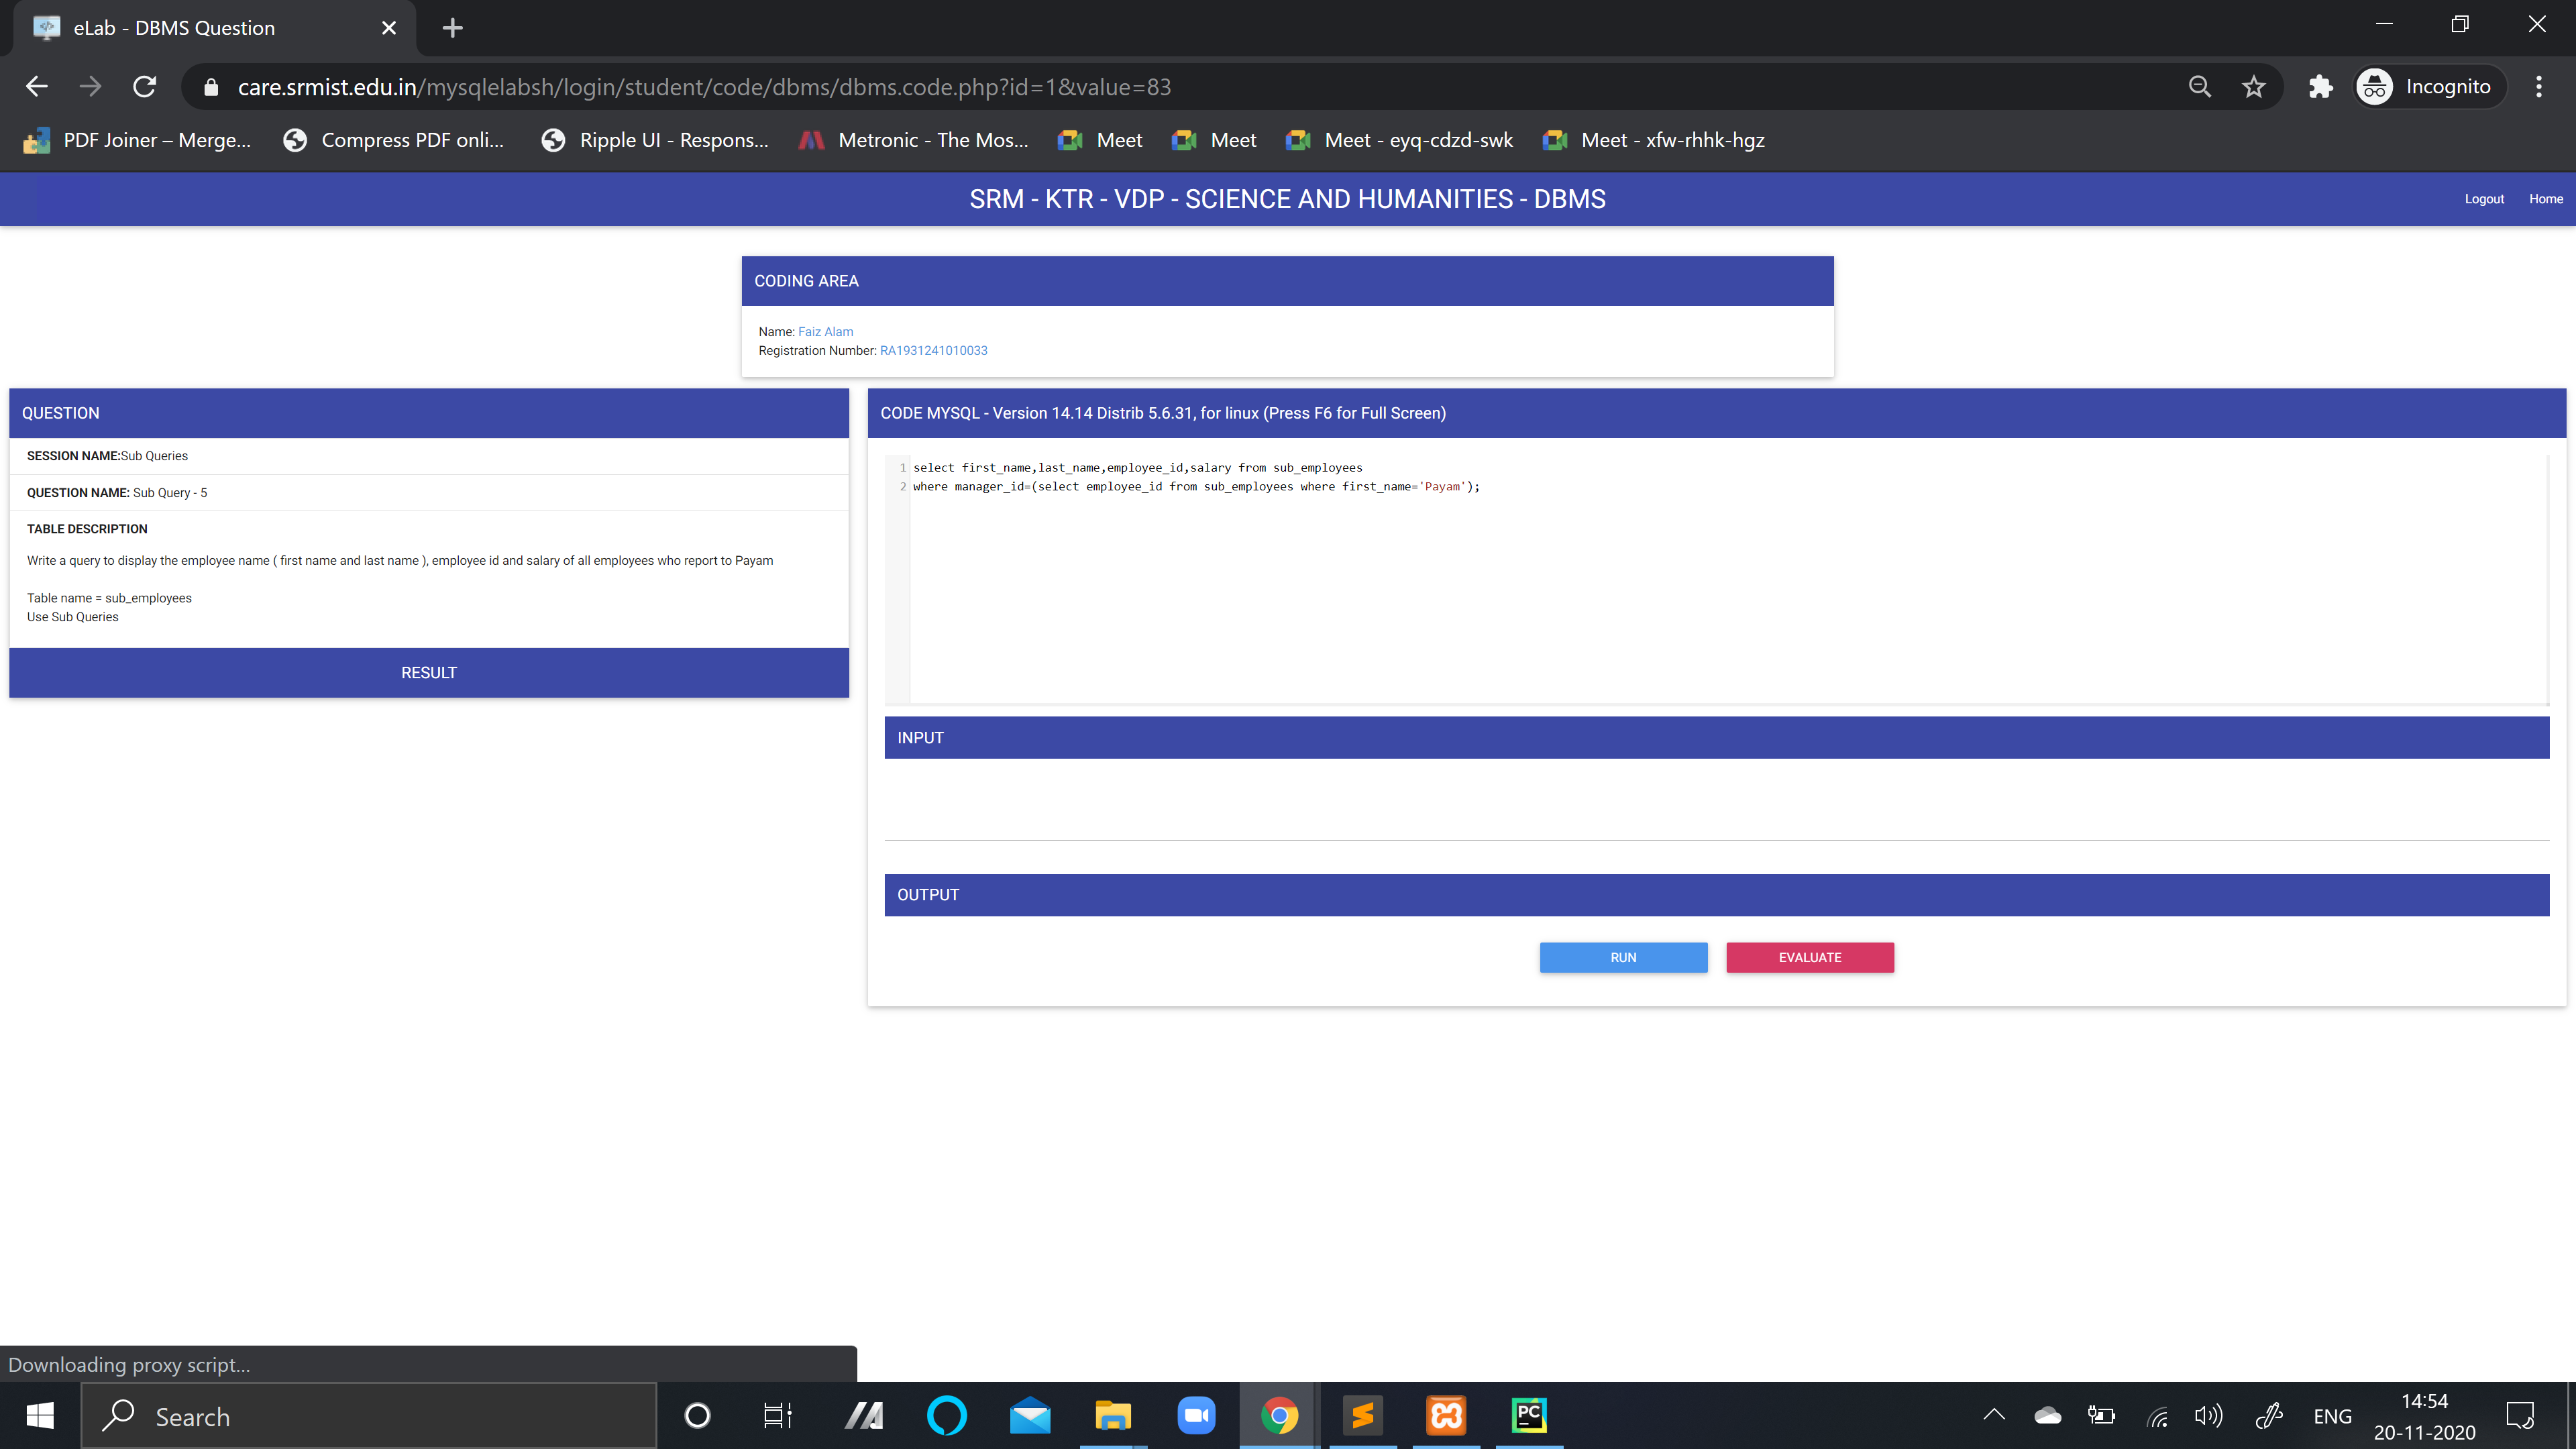 eLab - DBMS Question
care.srmist.edu.in/mysqlelabsh/login/student/code/dbms/dbms.code.php?id=1&value=83
Incognito
PDF Joiner – Merge...
Compress PDF onli...
Ripple UI - Respons...
Metronic - The Mos...
Meet
Meet
Meet - eyq-cdzd-swk
Meet - xfw-rhhk-hgz
SRM - KTR - VDP - SCIENCE AND HUMANITIES - DBMS
Logout
Home
CODING AREA
Name: Faiz Alam
Registration Number: RA1931241010033
QUESTION
SESSION NAME:Sub Queries
QUESTION NAME: Sub Query - 5
TABLE DESCRIPTION
Write a query to display the employee name ( first name and last name ), employee id and salary of all employees who report to Payam
Table name = sub_employees
Use Sub Queries
RESULT
CODE MYSQL - Version 14.14 Distrib 5.6.31, for linux (Press F6 for Full Screen)
1 select first_name,last_name,employee_id,salary from sub_employees
2 where manager_id=(select employee_id from sub_employees where first_name='Payam');
INPUT
OUTPUT
RUN
EVALUATE
Downloading proxy script...
Search
PC
ENG
14:54
20-11-2020